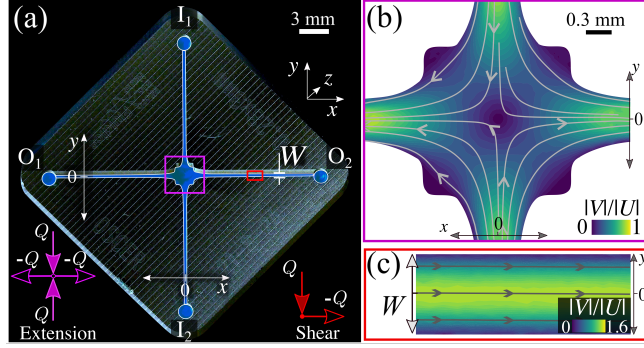 (a)
I₁
3 mm
y
z
x
y
O₁
W
O₂
0
Q
-Q
-Q
Q
0
x
Q
-Q
Extension
I₂
Shear
(b)
0.3 mm
y
0
|V|/|U|
0
1
x
0
(c)
y
W
0
|V|/|U|
0
1.6